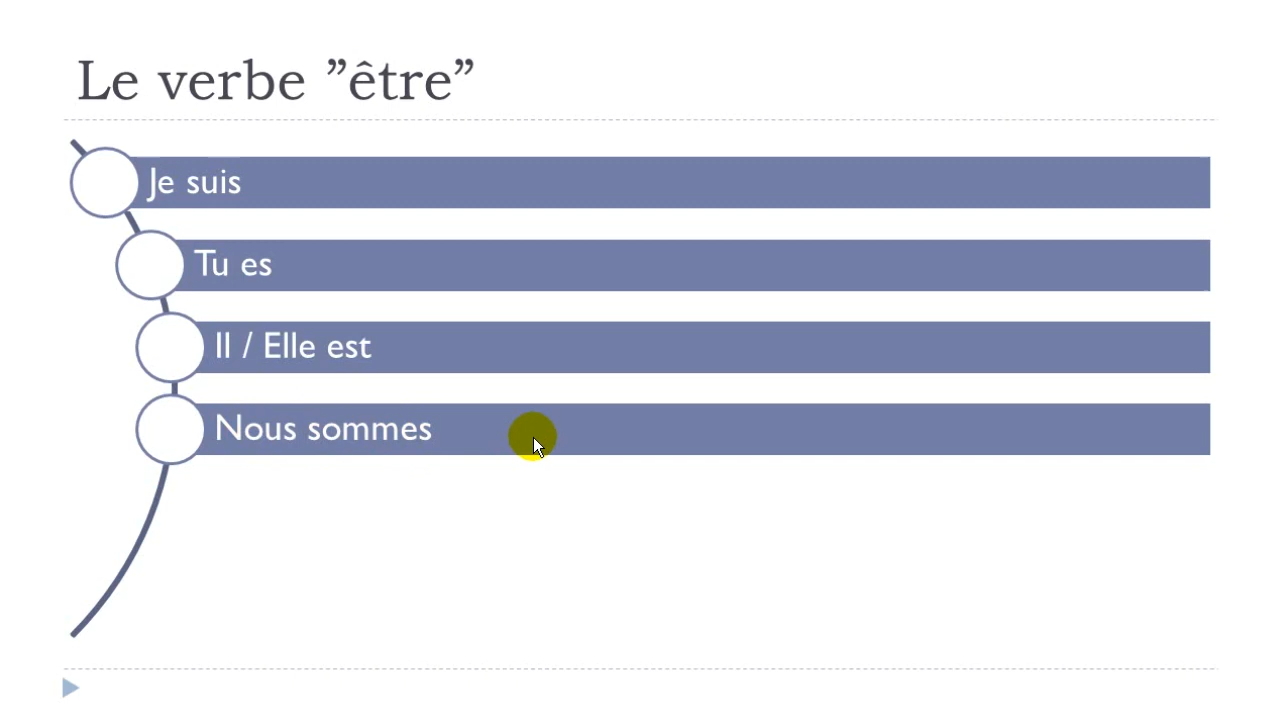 Le verbe ”être”
Je suis
Tu es
Il / Elle est
Nous sommes